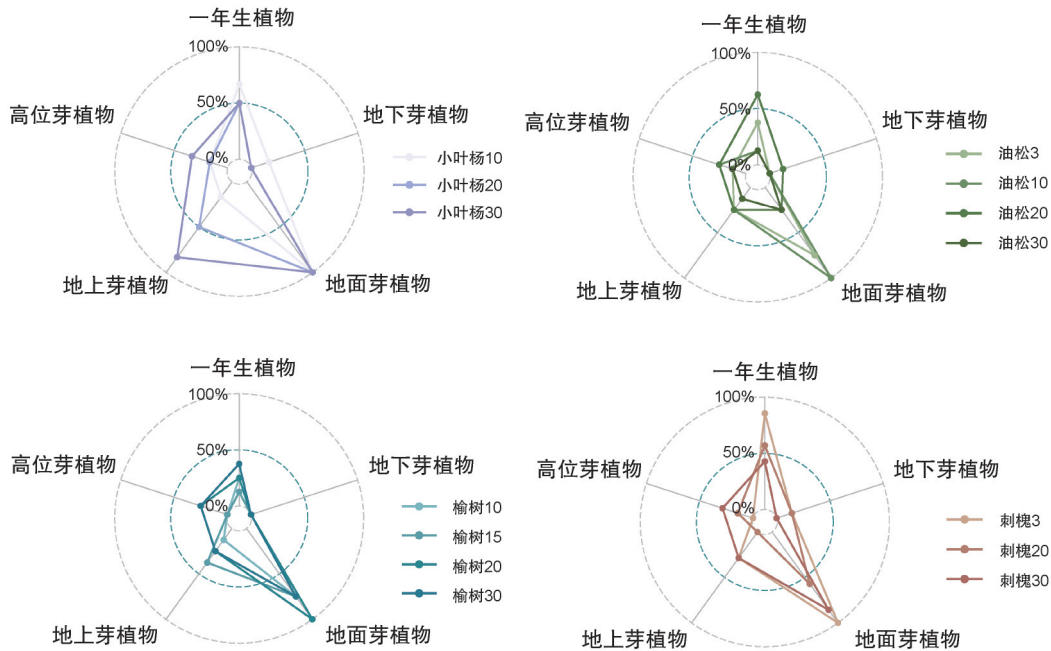 一年生植物
100%
50%
0%
高位芽植物
地下芽植物
地上芽植物
地面芽植物
小叶杨10
小叶杨20
小叶杨30
一年生植物
100%
50%
0%
高位芽植物
地下芽植物
地上芽植物
地面芽植物
油松3
油松10
油松20
油松30
一年生植物
100%
50%
0%
高位芽植物
地下芽植物
地上芽植物
地面芽植物
榆树10
榆树15
榆树20
榆树30
一年生植物
100%
50%
0%
高位芽植物
地下芽植物
地上芽植物
地面芽植物
刺槐3
刺槐20
刺槐30